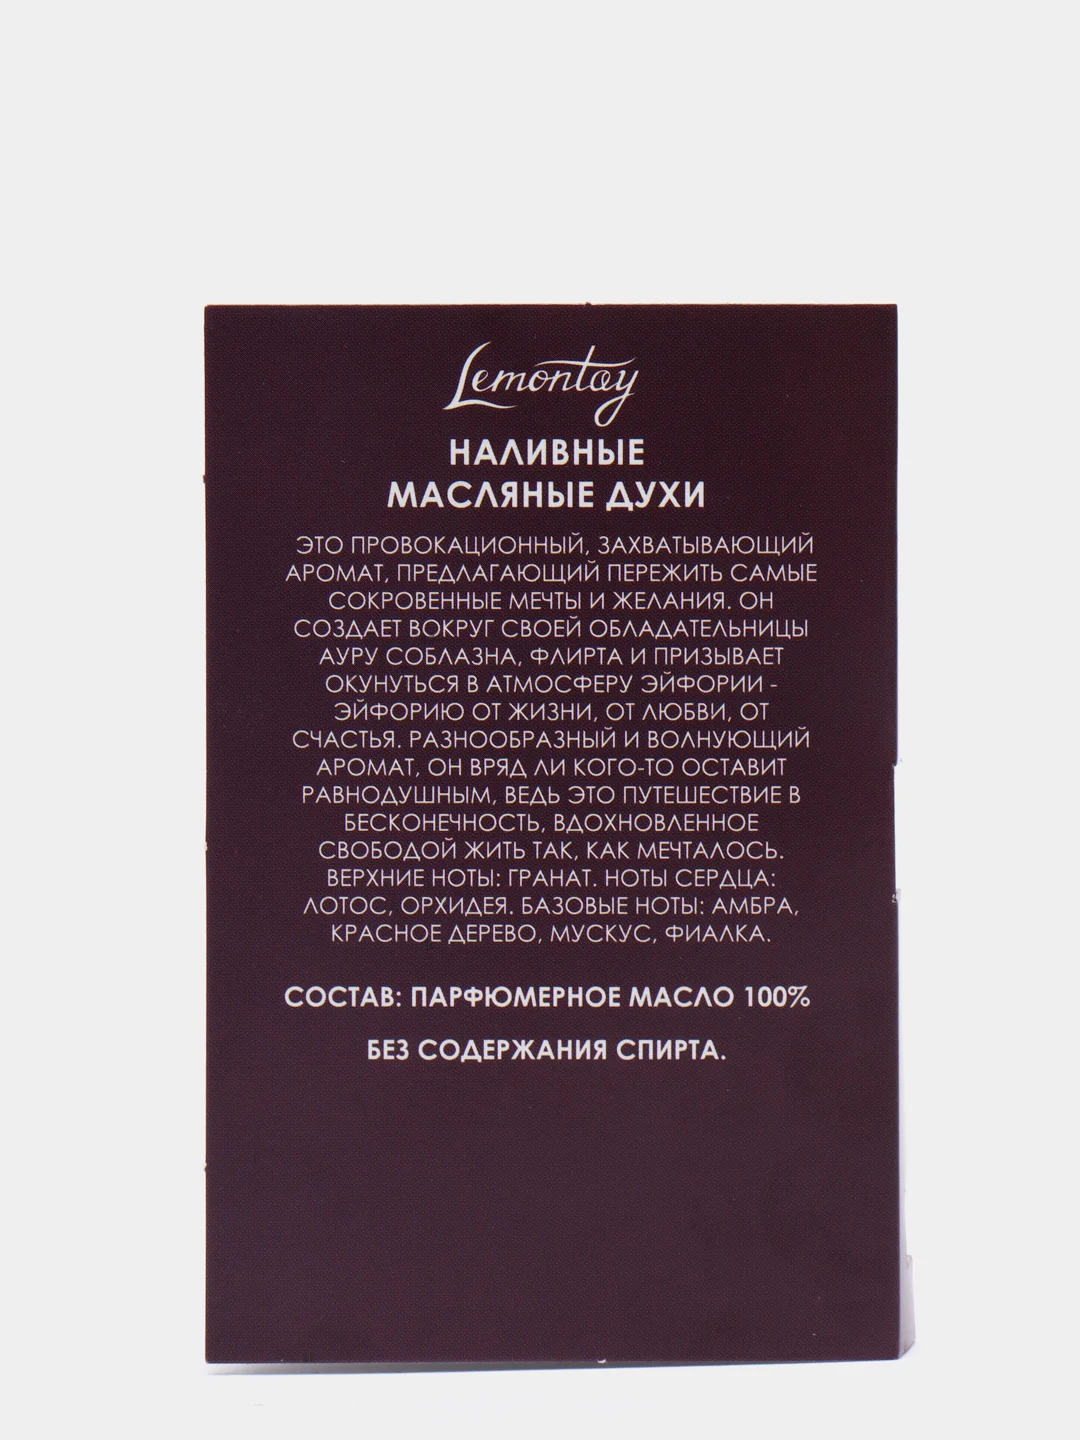 Lemontay
НАЛИВНЫЕ
МАСЛЯНЫЕ ДУХИ
ЭТО ПРОВОКАЦИОННЫЙ, ЗАХВАТЫВАЮЩИЙ
АРОМАТ, ПРЕДЛАГАЮЩИЙ ПЕРЕЖИТЬ САМЫЕ
СОКРОВЕННЫЕ МЕЧТЫ И ЖЕЛАНИЯ. ОН
СОЗДАЕТ ВОКРУГ СВОЕЙ ОБЛАДАТЕЛЬНИЦЫ
АУРУ СОБЛАЗНА, ФЛИРТА И ПРИЗЫВАЕТ
ОКУНУТЬСЯ В АТМОСФЕРУ ЭЙФОРИИ -
ЭЙФОРИЮ ОТ ЖИЗНИ, ОТ ЛЮБВИ, ОТ
СЧАСТЬЯ. РАЗНООБРАЗНЫЙ И ВОЛНУЮЩИЙ
АРОМАТ, ОН ВРЯД ЛИ КОГО-ТО ОСТАВИТ
РАВНОДУШНЫМ, ВЕДЬ ЭТО ПУТЕШЕСТВИЕ В
БЕСКОНЕЧНОСТЬ, ВДОХНОВЛЕННОЕ
СВОБОДОЙ ЖИТЬ ТАК, КАК МЕЧТАЛОСЬ.
ВЕРХНИЕ НОТЫ: ГРАНАТ. НОТЫ СЕРДЦА:
ЛОТОС, ОРХИДЕЯ. БАЗОВЫЕ НОТЫ: АМБРА,
КРАСНОЕ ДЕРЕВО, МУСКУС, ФИАЛКА.
СОСТАВ: ПАРФЮМЕРНОЕ МАСЛО 100%
БЕЗ СОДЕРЖАНИЯ СПИРТА.